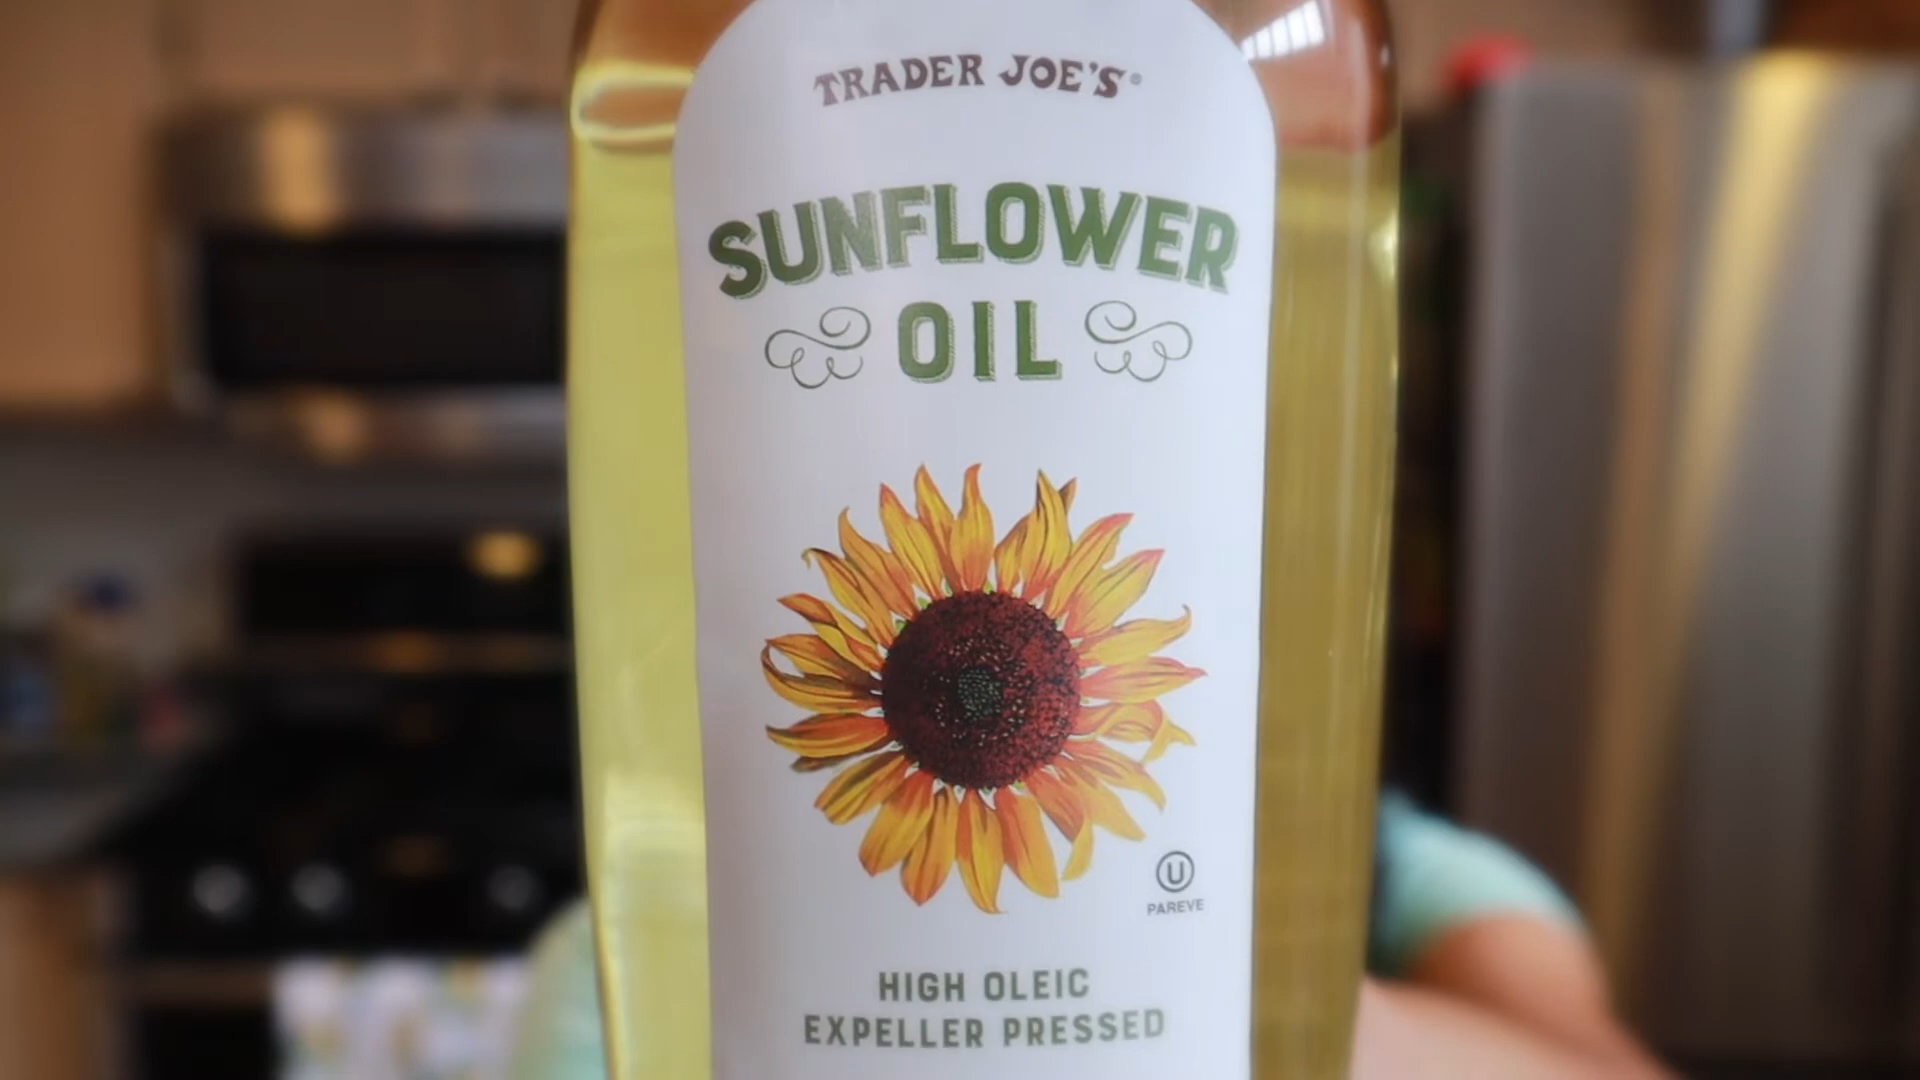 TRADER JOE'S®
SUNFLOWER
OIL
U
PAREVE
HIGH OLEIC
EXPELLER PRESSED